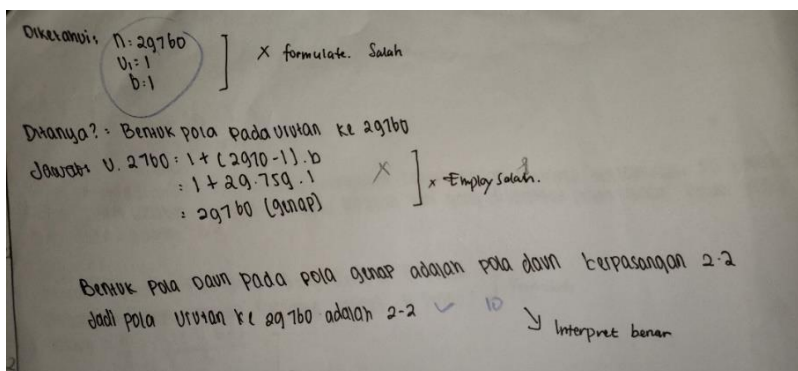 Diketahui: n = 29760
U₁ = 1
b = 1
× formulate. Salah
Ditanya? : Bentuk pola pada urutan ke 29760
Jawab: U. 2760 = 1 + (2970 - 1). b
= 1 + 29.759 . 1
= 29760 (genap)
×
× Employ Salah.
Bentuk pola daun pada pola genap adalah pola daun berpasangan 2-2
Jadi pola urutan ke 29760 adalah 2-2 ✓ 10
Interpret benar